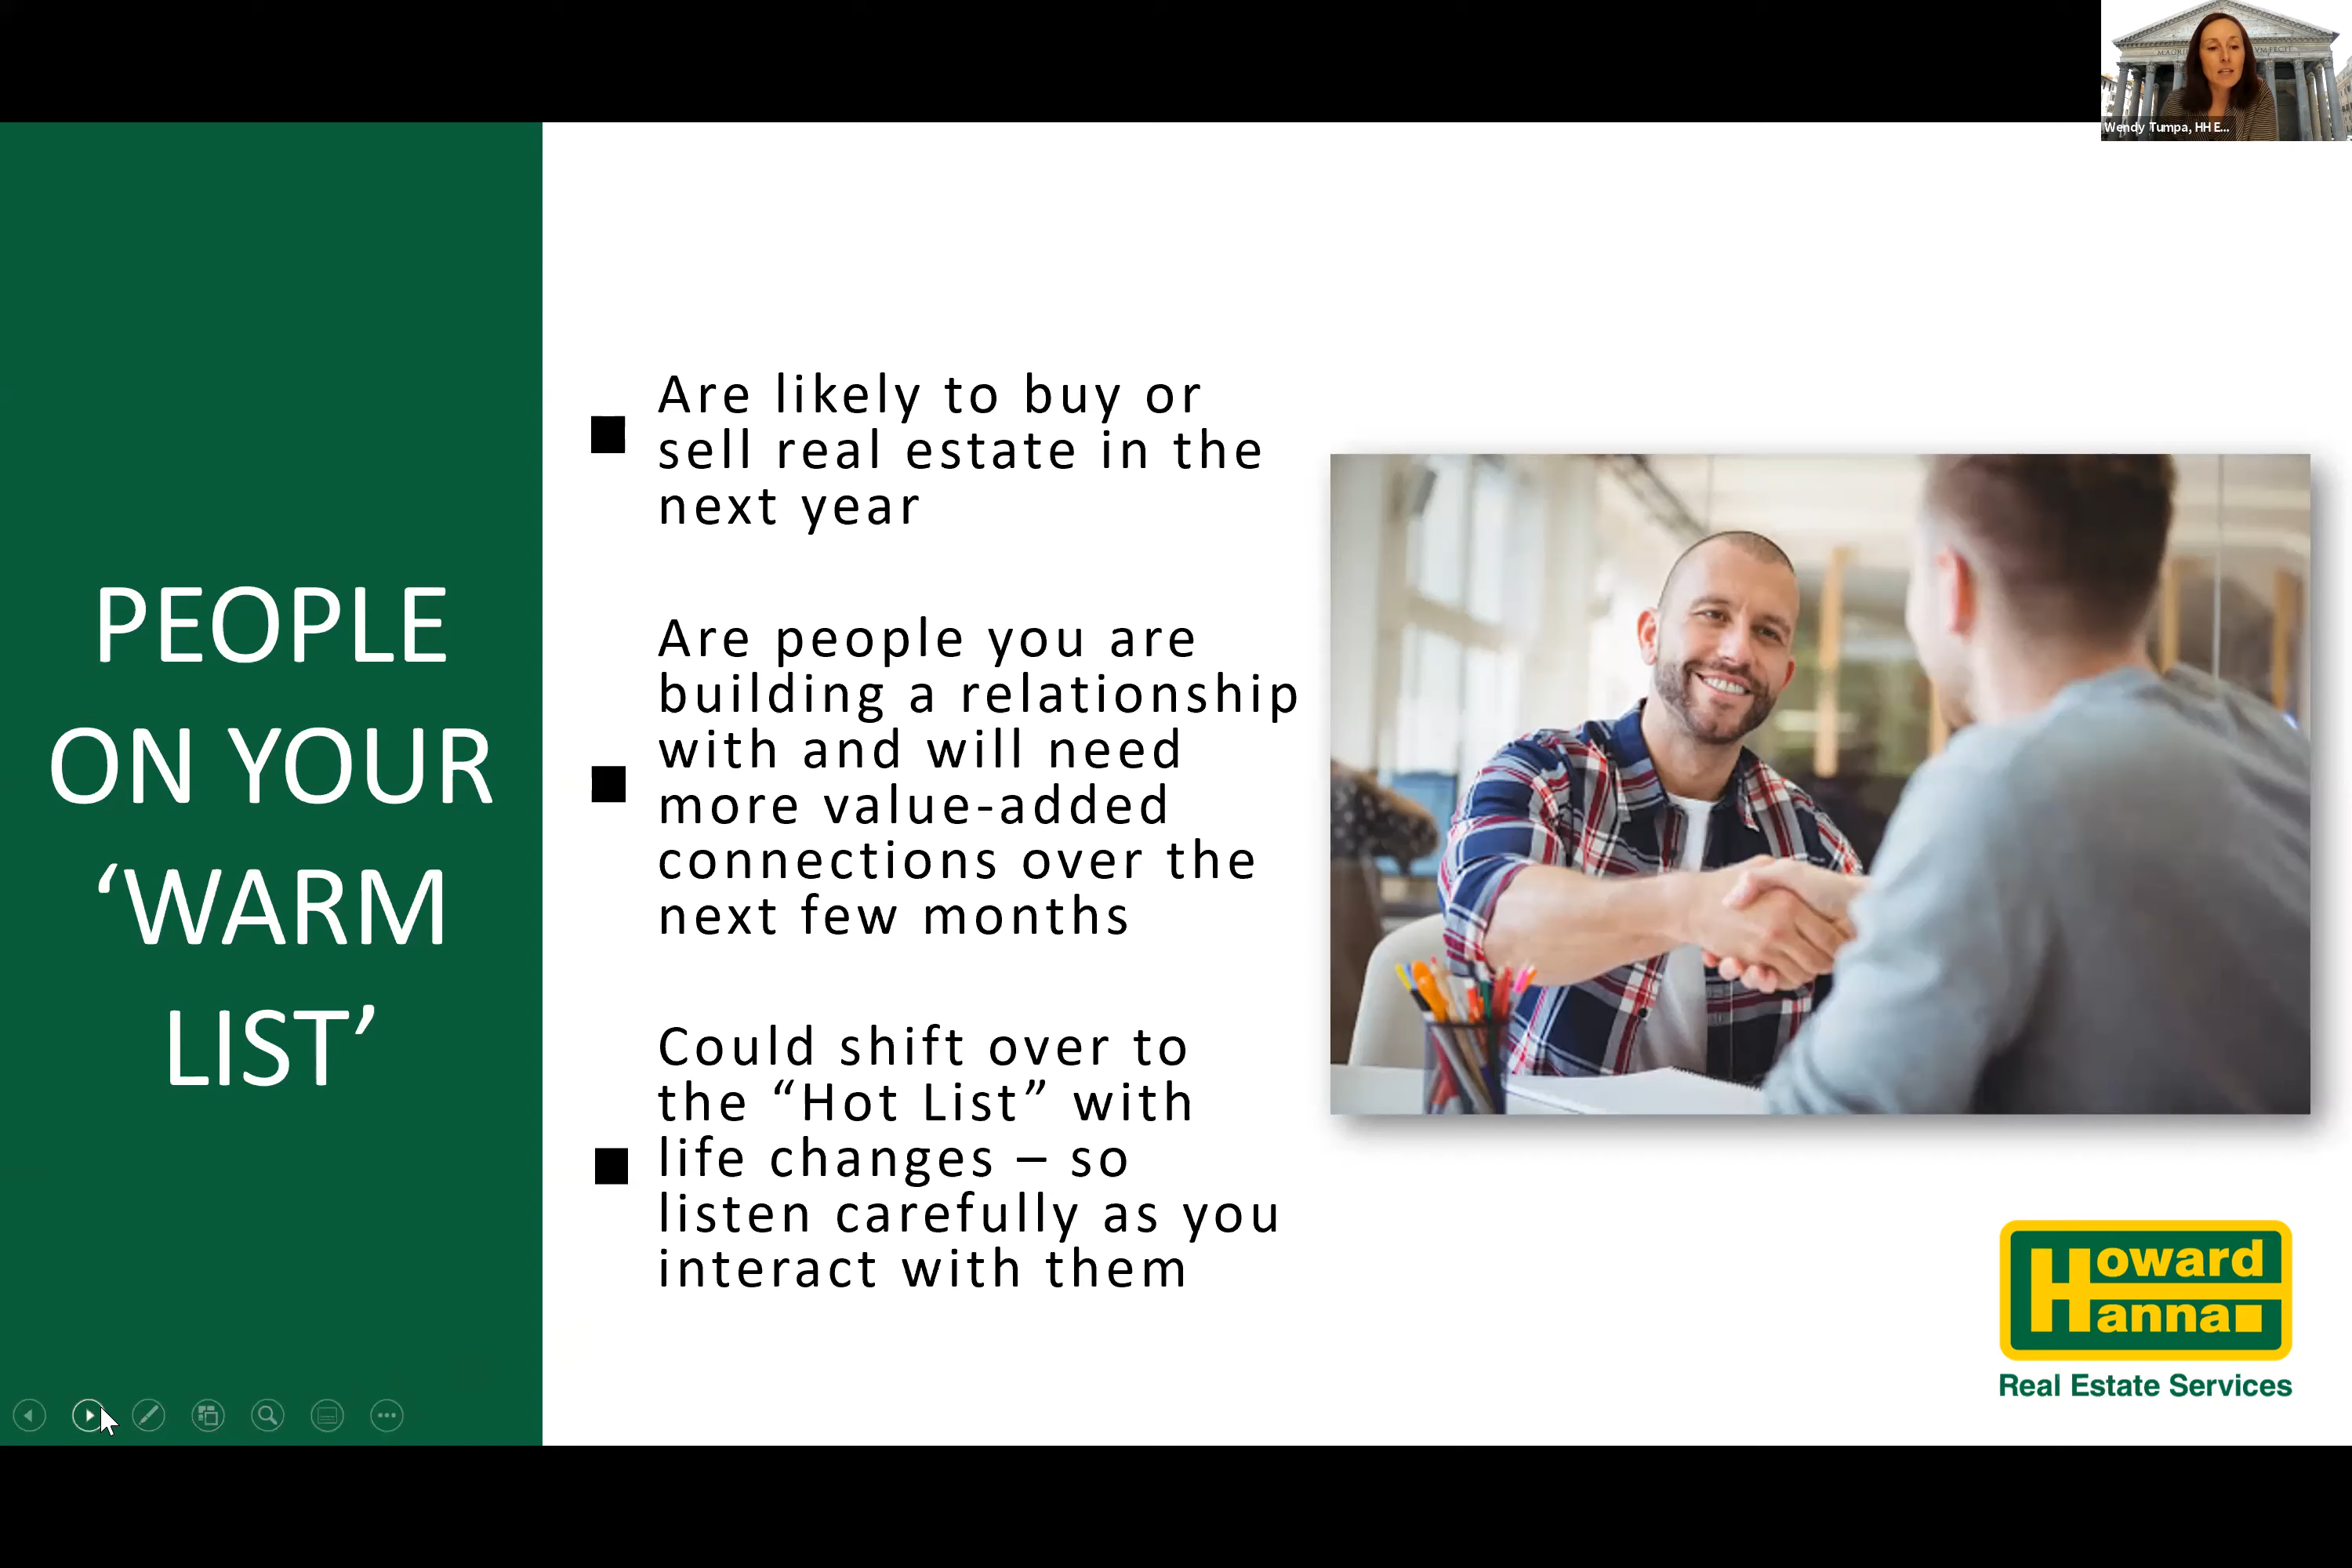 Wendy Tumpa, HH E...
PEOPLE
ON YOUR
‘WARM
LIST’
Are likely to buy or
sell real estate in the
next year
Are people you are
building a relationship
with and will need
more value-added
connections over the
next few months
Could shift over to
the “Hot List” with
life changes – so
listen carefully as you
interact with them
Howard
Hanna
Real Estate Services